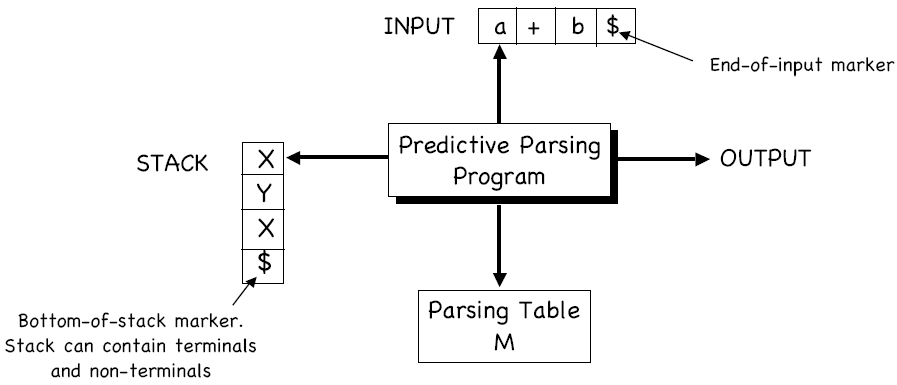 INPUT
a + b $
End-of-input marker
Predictive Parsing
Program
OUTPUT
STACK
X
Y
X
$
Bottom-of-stack marker.
Stack can contain terminals
and non-terminals
Parsing Table
M